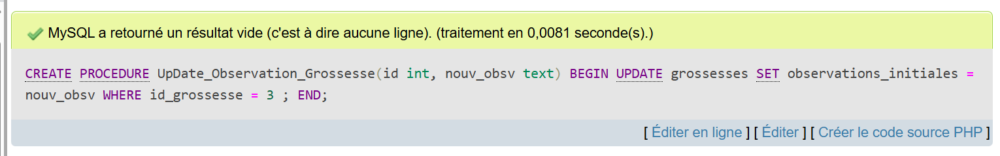 MySQL a retourné un résultat vide (c'est à dire aucune ligne). (traitement en 0,0081 seconde(s).)
CREATE PROCEDURE UpDate_Observation_Grossesse(id int, nouv_obsv text) BEGIN UPDATE grossesses SET observations_initiales =
nouv_obsv WHERE id_grossesse = 3 ; END;
[ Éditer en ligne ] [ Éditer ] [ Créer le code source PHP ]